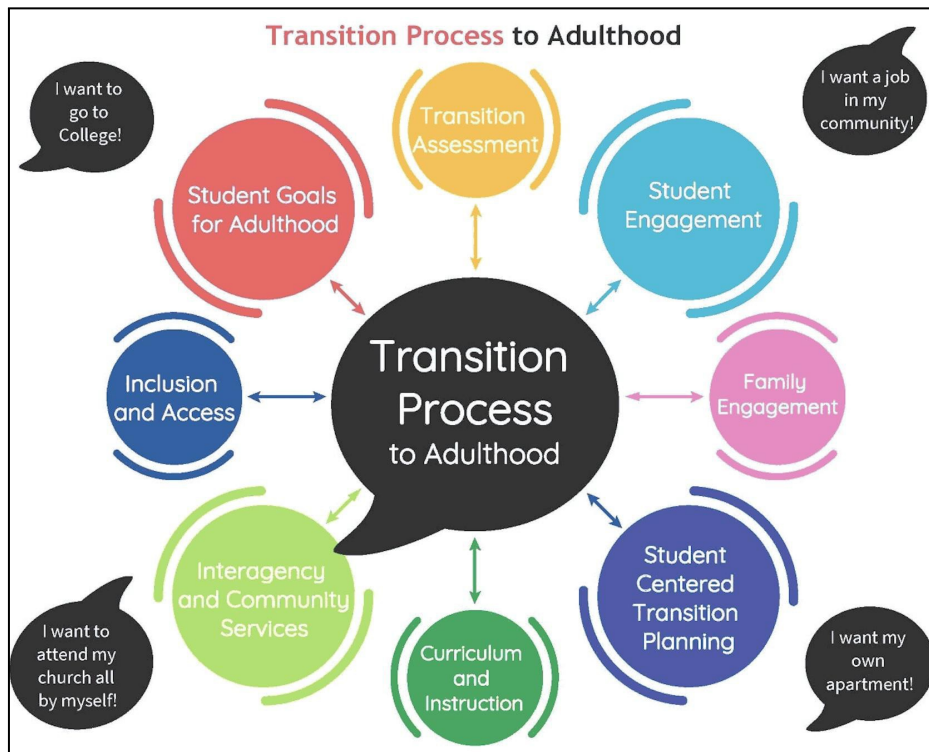 Transition Process to Adulthood
I want to
go to
College!
Transition
Assessment
I want a job
in my
community!
Student Goals
for Adulthood
Student
Engagement
Inclusion
and Access
Transition
Process
to Adulthood
Family
Engagement
Interagency
and Community
Services
Student
Centered
Transition
Planning
I want to
attend my
church all
by myself!
Curriculum
and
Instruction
I want my
own
apartment!